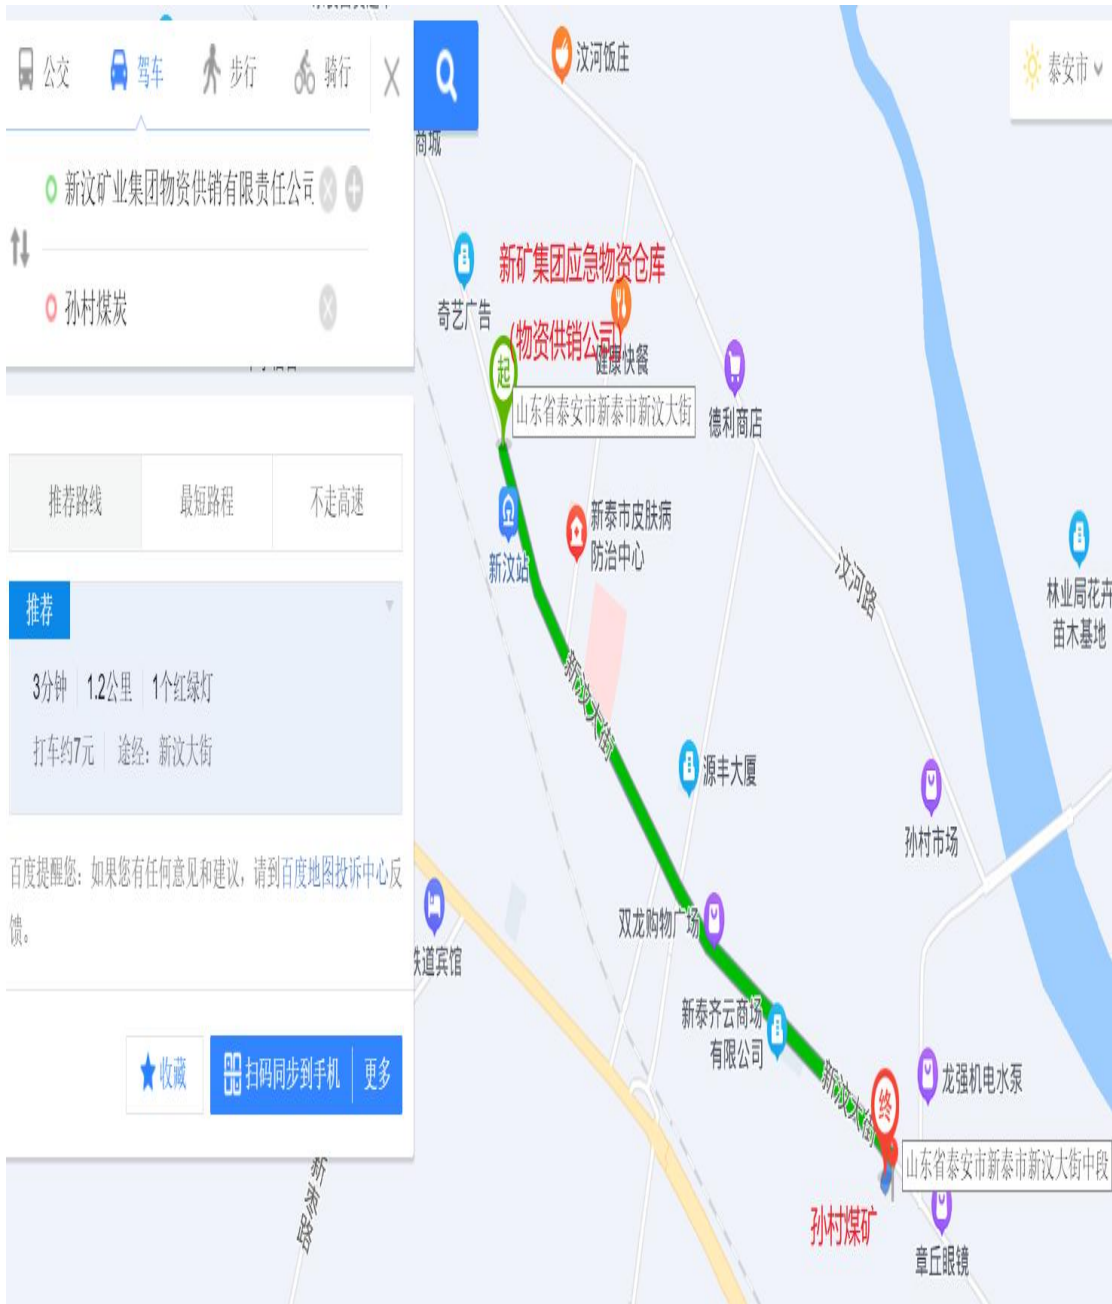 公交
驾车
步行
骑行
新汶矿业集团物资供销有限责任公司
孙村煤炭
推荐路线
最短路程
不走高速
推荐
3分钟 1.2公里 1个红绿灯
打车约7元 途经：新汶大街
百度提醒您：如果您有任何意见和建议，请到百度地图投诉中心反
馈。
收藏
扫码同步到手机
更多
泰安市
汶河饭庄
商城
新矿集团应急物资仓库
（物资供销公司）
奇艺广告
健康快餐
起
山东省泰安市新泰市新汶大街
德利商店
新汶站
新泰市皮肤病
防治中心
汶河路
林业局花卉
苗木基地
新汶大街
源丰大厦
孙村市场
双龙购物广场
铁道宾馆
新泰齐云商场
有限公司
新汶大街
龙强机电水泵
终
山东省泰安市新泰市新汶大街中段
孙村煤矿
章丘眼镜